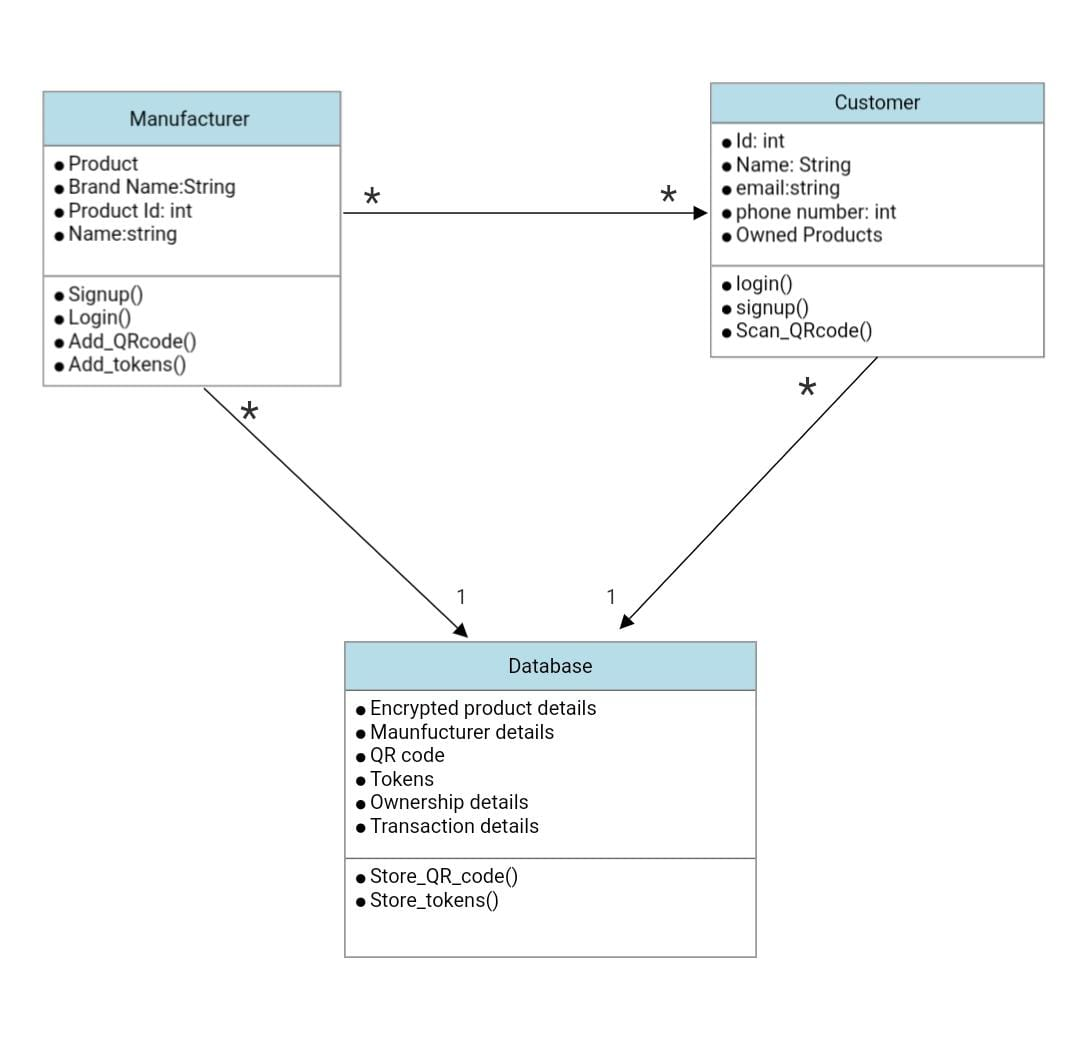 Manufacturer
● Product
● Brand Name:String
● Product Id: int
● Name:string
● Signup()
● Login()
● Add_QRcode()
● Add_tokens()
*
*
Customer
● Id: int
● Name: String
● email:string
● phone number: int
● Owned Products
● login()
● signup()
● Scan_QRcode()
*
*
1
1
Database
● Encrypted product details
● Maunfucturer details
● QR code
● Tokens
● Ownership details
● Transaction details
● Store_QR_code()
● Store_tokens()